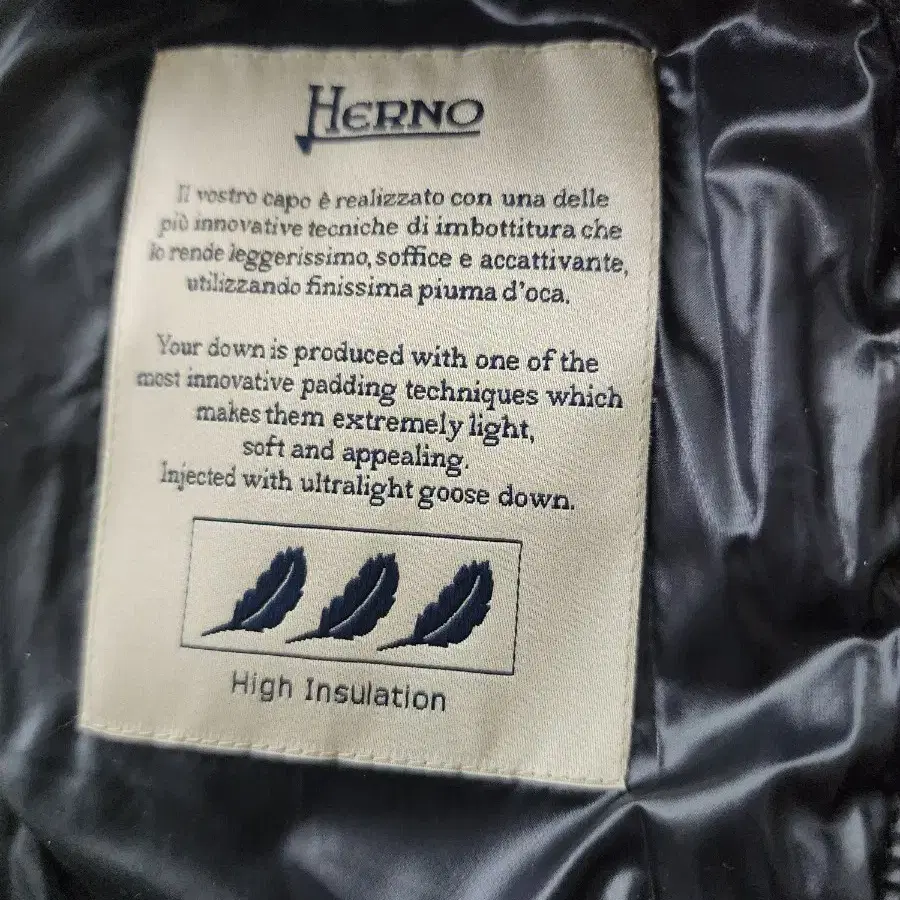 HERNO
Il vostro capo è realizzato con una delle
più innovative tecniche di imbottitura che
lo rende leggerissimo, soffice e accattivante,
utilizzando finissima piuma d'oca.
Your down is produced with one of the
most innovative padding techniques which
makes them extremely light,
soft and appealing.
Injected with ultralight goose down.
High Insulation